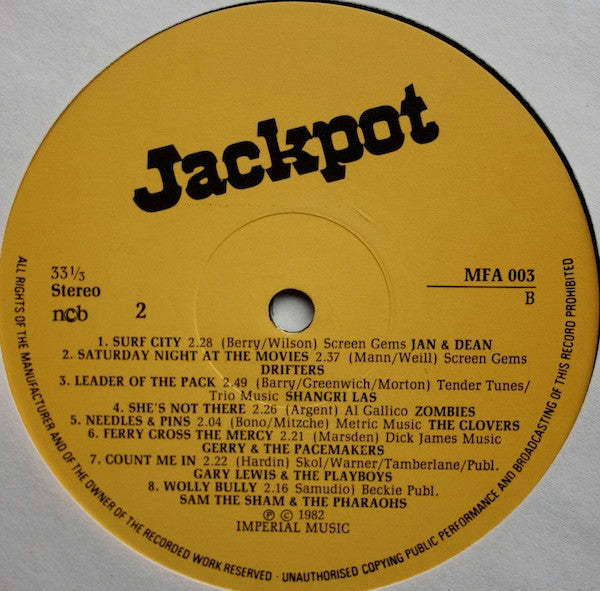 Jackpot
33 1/3
Stereo
ncb
2
MFA 003
B
1. SURF CITY 2.28 (Berry/Wilson) Screen Gems JAN & DEAN
2. SATURDAY NIGHT AT THE MOVIES 2.37 (Mann/Weill) Screen Gems
DRIFTERS
3. LEADER OF THE PACK 2.49 (Barry/Greenwich/Morton) Tender Tunes/
Trio Music SHANGRI LAS
4. SHE'S NOT THERE 2.26 (Argent) Al Gallico ZOMBIES
5. NEEDLES & PINS 2.04 (Bono/Mitzche) Metric Music THE CLOVERS
6. FERRY CROSS THE MERCY 2.21 (Marsden) Dick James Music
GERRY & THE PACEMAKERS
7. COUNT ME IN 2.22 (Hardin) Skol/Warner/Tamberlane/Publ.
GARY LEWIS & THE PLAYBOYS
8. WOLLY BULLY 2.16 Samudio) Beckie Publ.
SAM THE SHAM & THE PHARAOHS
℗ © 1982
IMPERIAL MUSIC
ALL RIGHTS OF THE MANUFACTURER AND OF THE OWNER OF THE RECORDED WORK RESERVED · UNAUTHORISED COPYING PUBLIC PERFORMANCE AND BROADCASTING OF THIS RECORD PROHIBITED